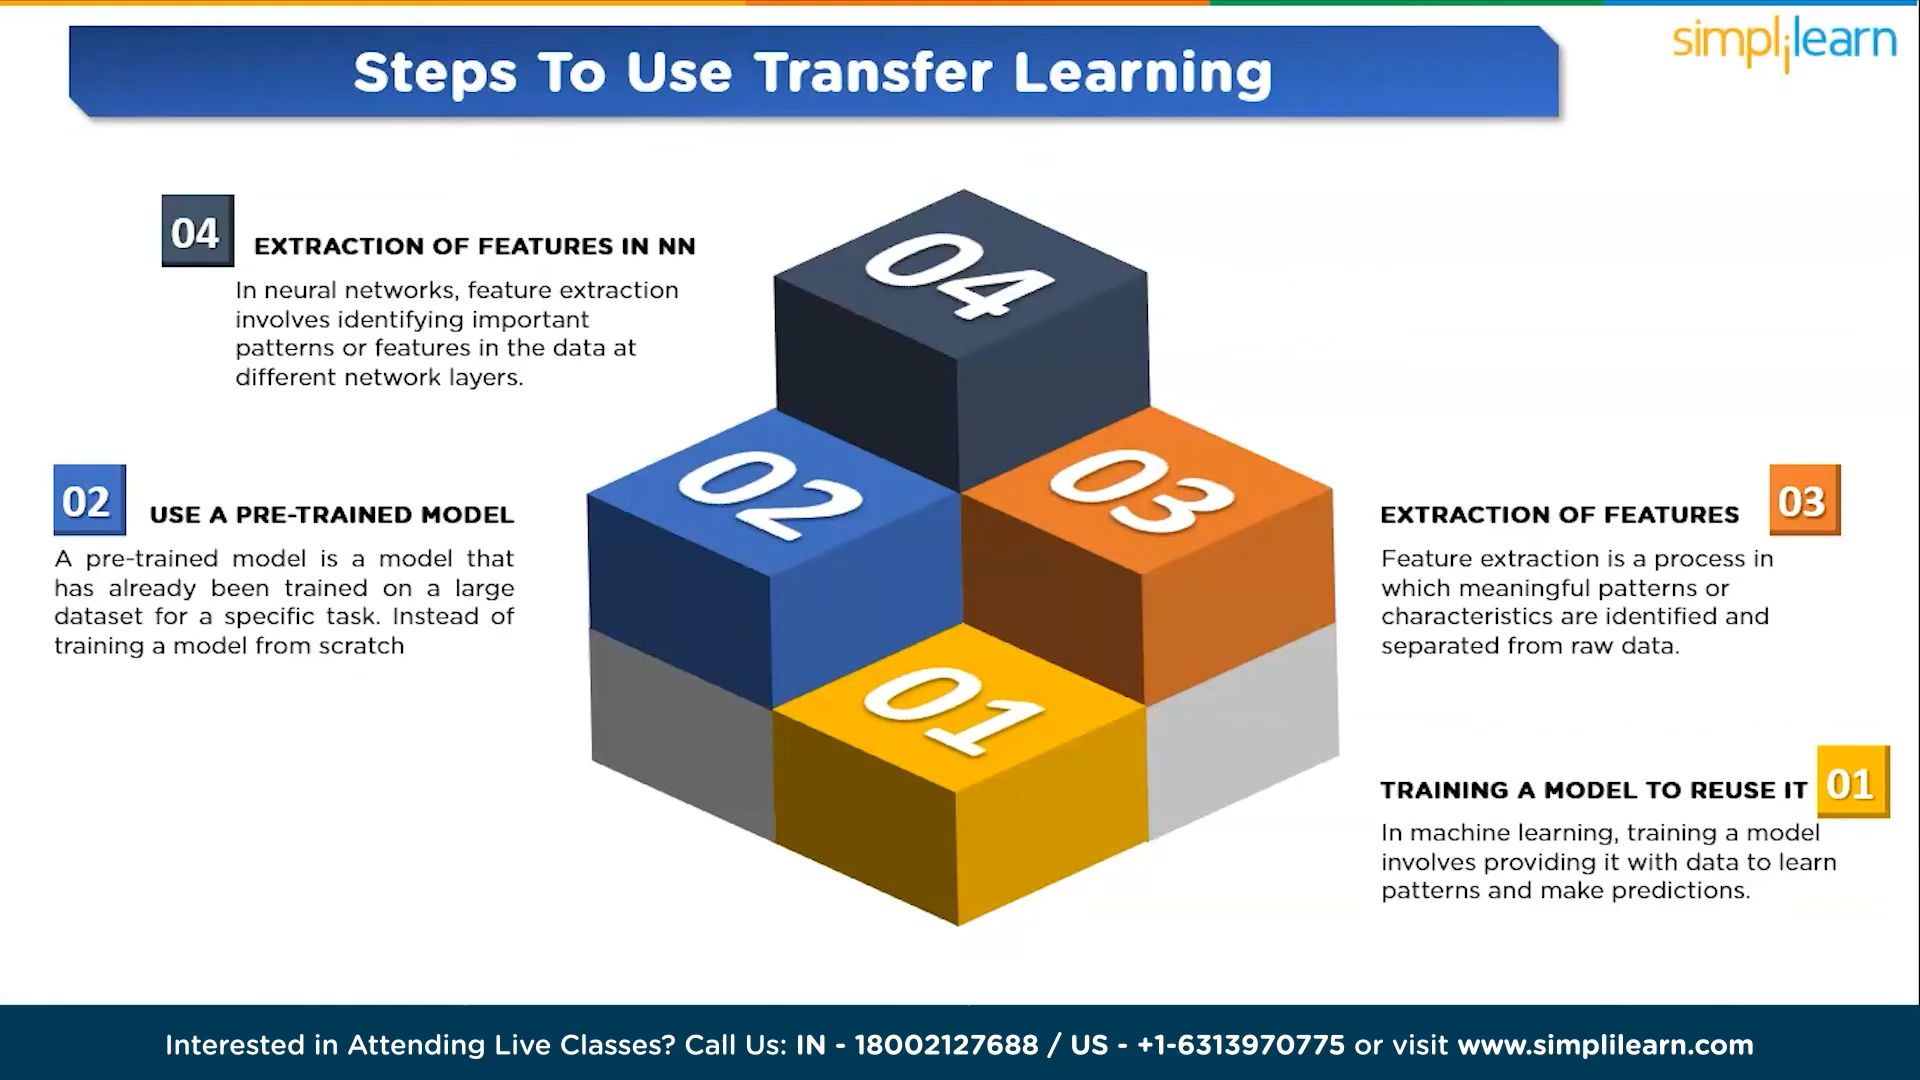 Steps To Use Transfer Learning
simplilearn
04
EXTRACTION OF FEATURES IN NN
In neural networks, feature extraction
involves identifying important
patterns or features in the data at
different network layers.
02
USE A PRE-TRAINED MODEL
A pre-trained model is a model that
has already been trained on a large
dataset for a specific task. Instead of
training a model from scratch
04
02
03
01
EXTRACTION OF FEATURES
03
Feature extraction is a process in
which meaningful patterns or
characteristics are identified and
separated from raw data.
TRAINING A MODEL TO REUSE IT
01
In machine learning, training a model
involves providing it with data to learn
patterns and make predictions.
Interested in Attending Live Classes? Call Us: IN - 18002127688 / US - +1-6313970775 or visit www.simplilearn.com